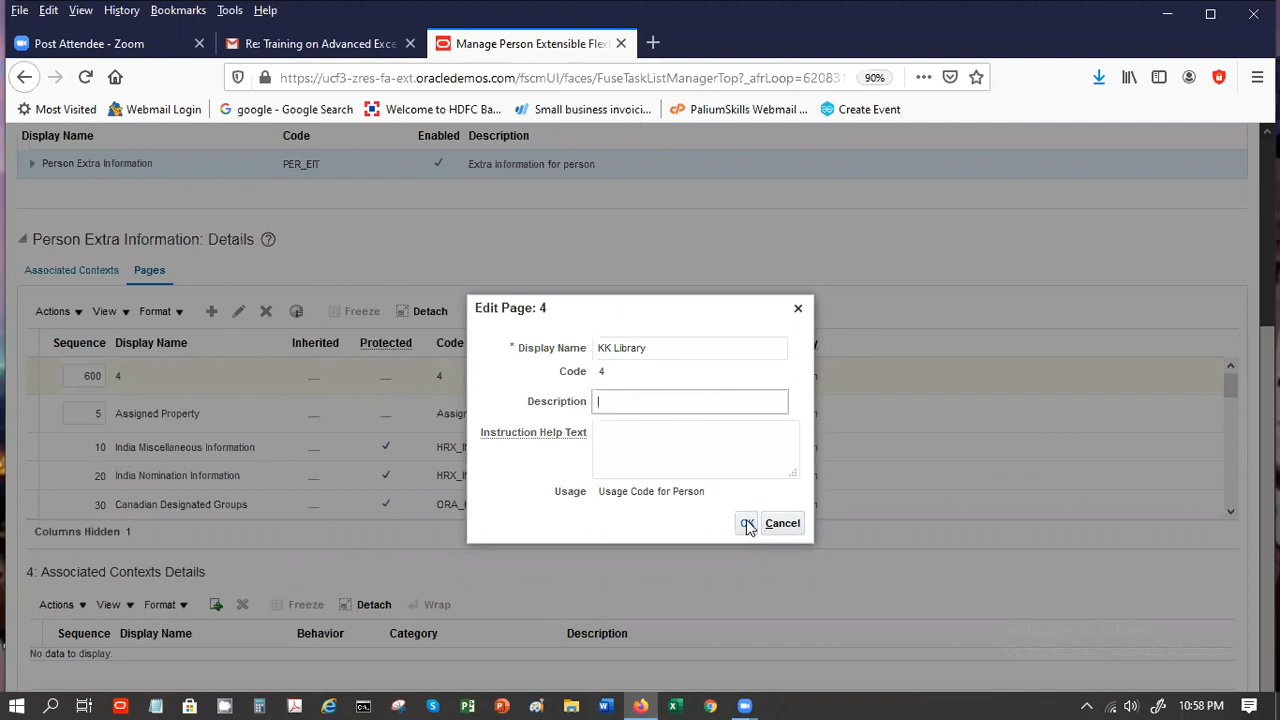 File Edit View History Bookmarks Tools Help
Post Attendee - Zoom
Re: Training on Advanced Exce
Manage Person Extensible Flex
https://ucf3-zres-fa-ext.oracledemos.com/fscmUI/faces/FuseTaskListManagerTop?_afrLoop=620831
90%
Most Visited Webmail Login google - Google Search Welcome to HDFC Ba... Small business invoicin... PaliumSkills Webmail ... Create Event
Display Name Code Enabled Description
Person Extra Information PER_EIT Extra Information for person
Person Extra Information: Details
Associated Contexts Pages
Actions View Format Freeze Detach
Sequence Display Name Inherited Protected Code
600 4 4
5 Assigned Property Assig
10 India Miscellaneous Information HRX_I
20 India Nomination Information HRX_I
30 Canadian Designated Groups ORA_
Columns Hidden 1
Edit Page: 4
* Display Name KK Library
Code 4
Description
Instruction Help Text
Usage Usage Code for Person
OK Cancel
4: Associated Contexts Details
Actions View Format Freeze Detach Wrap
Sequence Display Name Behavior Category Description
No data to display.
10:58 PM